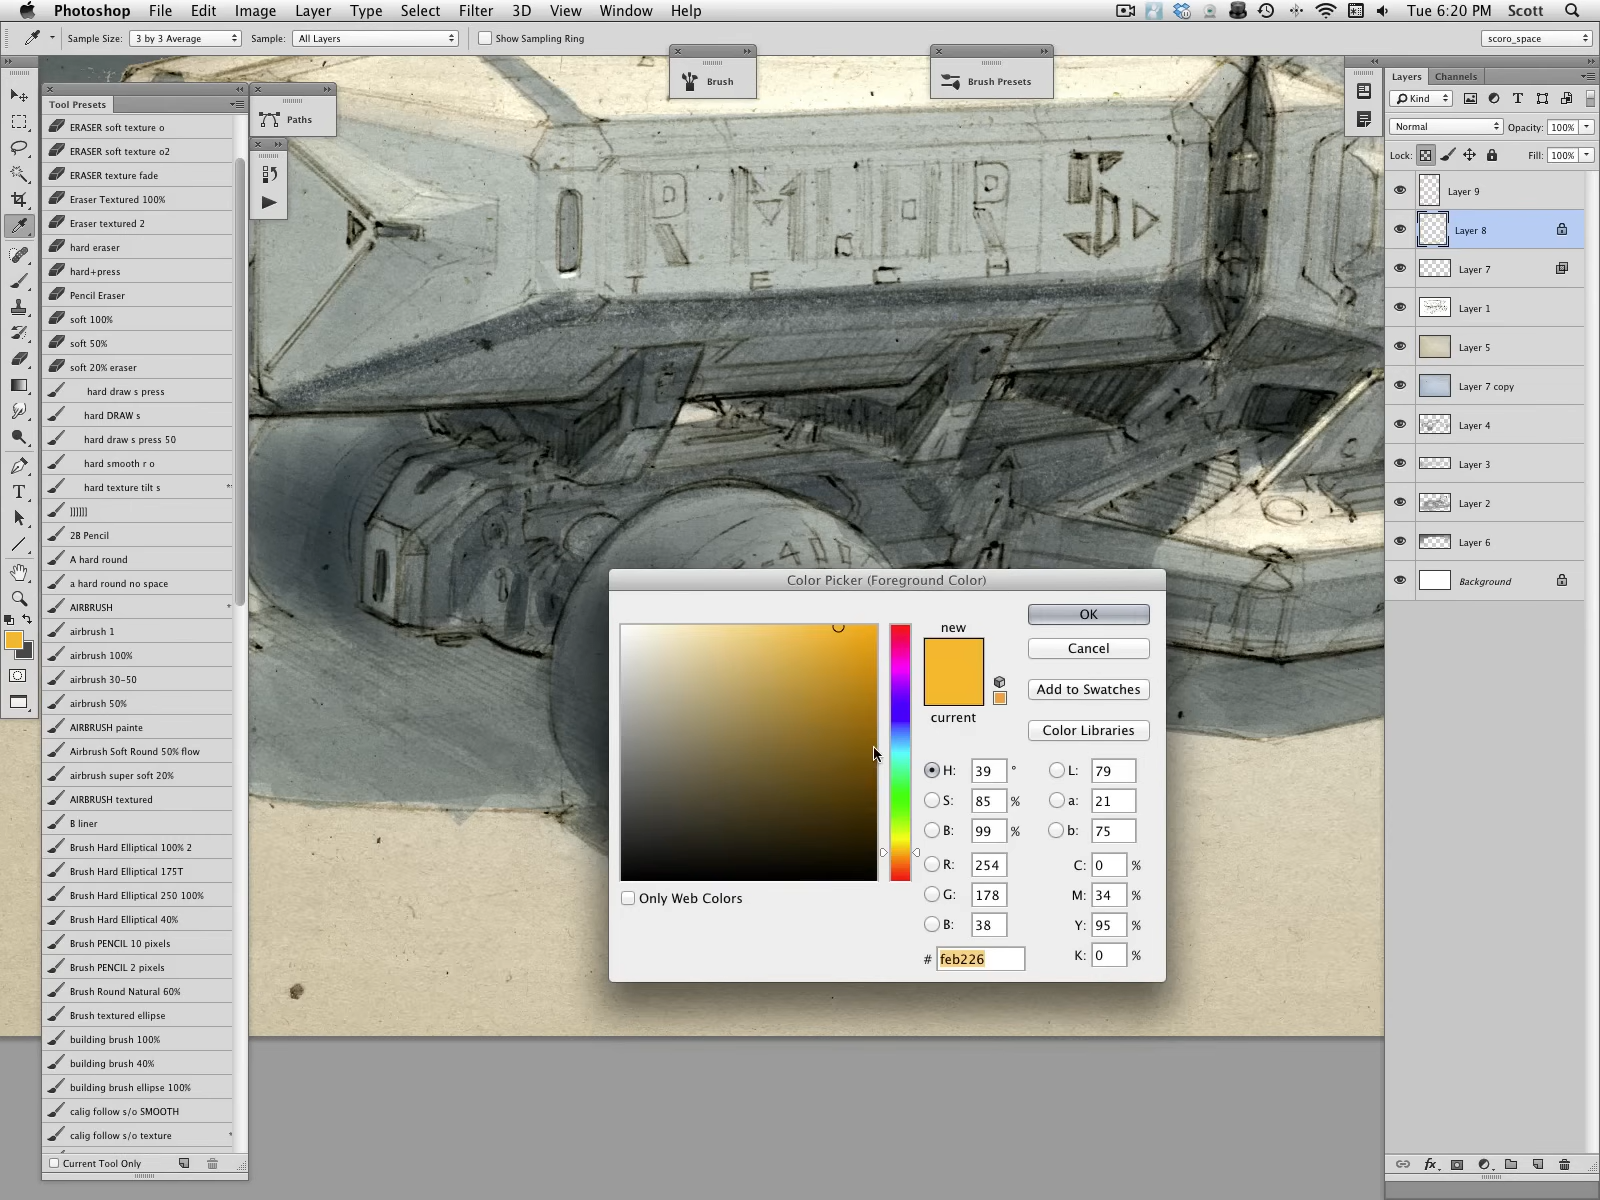 Photoshop File Edit Image Layer Type Select Filter 3D View Window Help Tue 6:20 PM Scott
Sample Size: 3 by 3 Average Sample: All Layers Show Sampling Ring scoro_space
Brush
Brush Presets
Tool Presets
Paths
ERASER soft texture o
ERASER soft texture o2
ERASER texture fade
Eraser Textured 100%
Eraser textured 2
hard eraser
hard+press
Pencil Eraser
soft 100%
soft 50%
soft 20% eraser
hard draw s press
hard DRAW s
hard draw s press 50
hard smooth r o
hard texture tilt s
]]]]]]
2B Pencil
A hard round
a hard round no space
AIRBRUSH
airbrush 1
airbrush 100%
airbrush 30-50
airbrush 50%
AIRBRUSH painte
Airbrush Soft Round 50% flow
airbrush super soft 20%
AIRBRUSH textured
B liner
Brush Hard Elliptical 100% 2
Brush Hard Elliptical 175T
Brush Hard Elliptical 250 100%
Brush Hard Elliptical 40%
Brush PENCIL 10 pixels
Brush PENCIL 2 pixels
Brush Round Natural 60%
Brush textured ellipse
building brush 100%
building brush 40%
building brush ellipse 100%
calig follow s/o SMOOTH
calig follow s/o texture
Current Tool Only
Color Picker (Foreground Color)
new
current
OK
Cancel
Add to Swatches
Color Libraries
H: 39 ° L: 79
S: 85 % a: 21
B: 99 % b: 75
R: 254 C: 0 %
G: 178 M: 34 %
B: 38 Y: 95 %
# feb226 K: 0 %
Only Web Colors
Layers Channels
Kind
Normal Opacity: 100%
Lock: Fill: 100%
Layer 9
Layer 8
Layer 7
Layer 1
Layer 5
Layer 7 copy
Layer 4
Layer 3
Layer 2
Layer 6
Background
fx